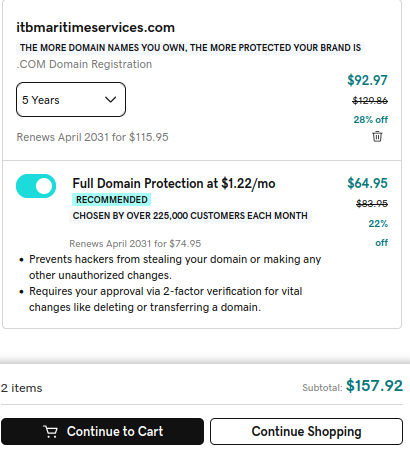 itbmaritimeservices.com
THE MORE DOMAIN NAMES YOU OWN, THE MORE PROTECTED YOUR BRAND IS
.COM Domain Registration
$92.97
5 Years
$129.86
28% off
Renews April 2031 for $115.95
Full Domain Protection at $1.22/mo
$64.95
RECOMMENDED
$83.95
CHOSEN BY OVER 225,000 CUSTOMERS EACH MONTH
22%
off
Renews April 2031 for $74.95
• Prevents hackers from stealing your domain or making any
other unauthorized changes.
• Requires your approval via 2-factor verification for vital
changes like deleting or transferring a domain.
2 items
Subtotal: $157.92
Continue to Cart
Continue Shopping